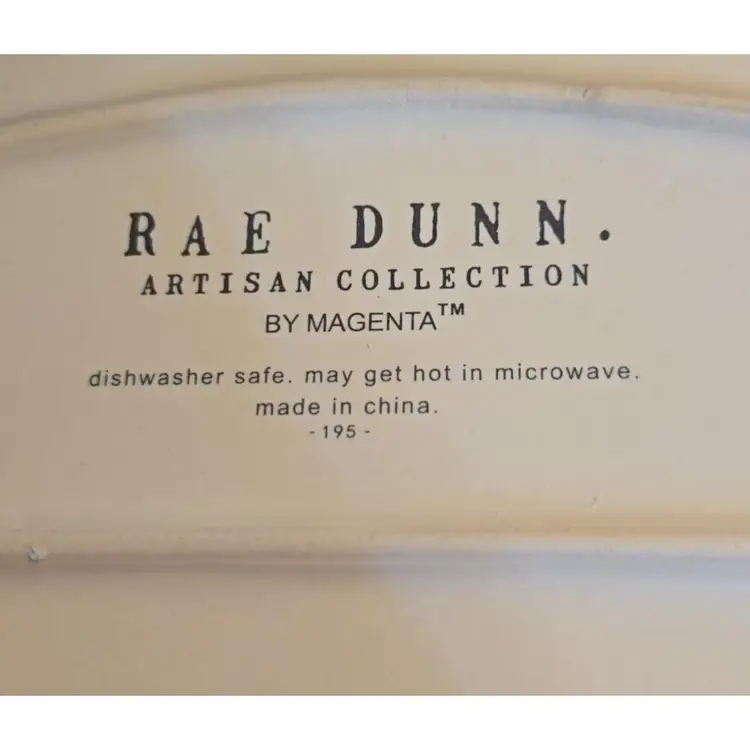 RAE DUNN.
ARTISAN COLLECTION
BY MAGENTA™
dishwasher safe. may get hot in microwave.
made in china.
- 195 -